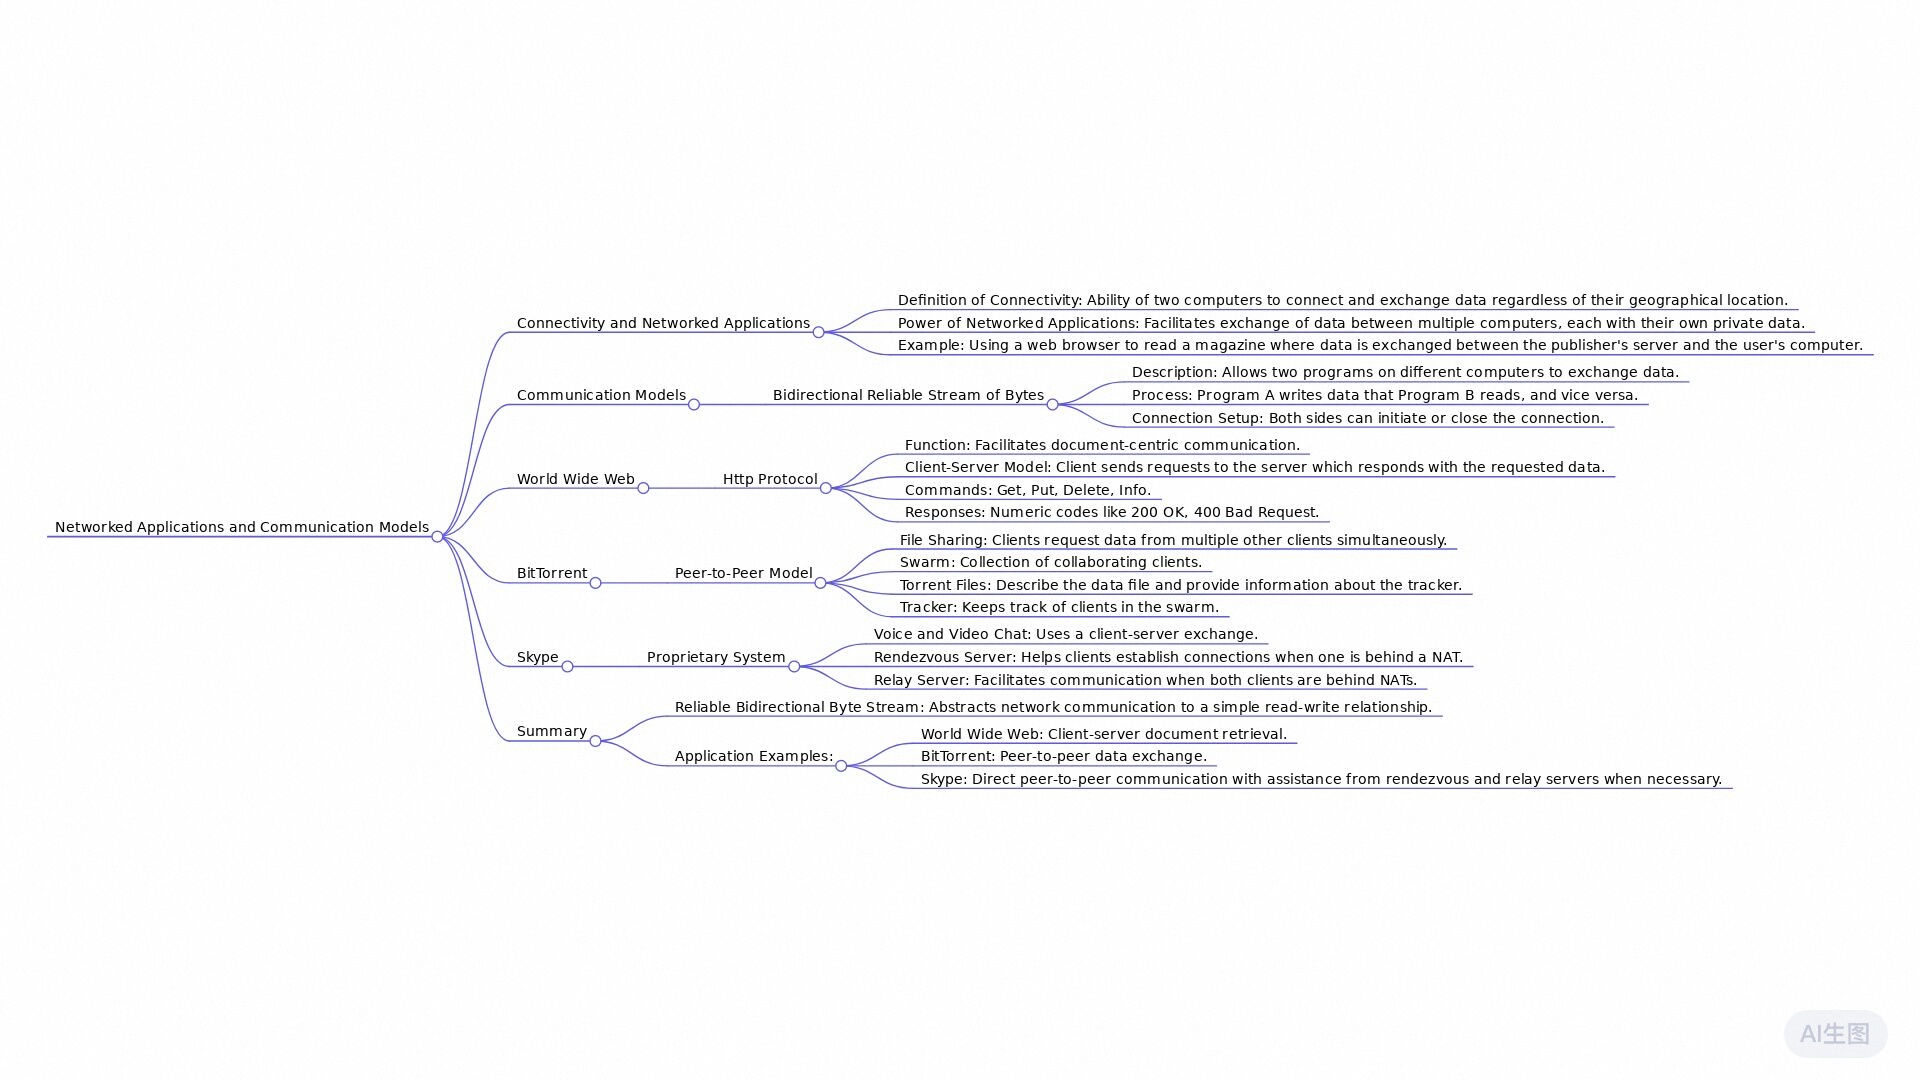 Networked Applications and Communication Models
Connectivity and Networked Applications
Definition of Connectivity: Ability of two computers to connect and exchange data regardless of their geographical location.
Power of Networked Applications: Facilitates exchange of data between multiple computers, each with their own private data.
Example: Using a web browser to read a magazine where data is exchanged between the publisher's server and the user's computer.
Communication Models
Bidirectional Reliable Stream of Bytes
Description: Allows two programs on different computers to exchange data.
Process: Program A writes data that Program B reads, and vice versa.
Connection Setup: Both sides can initiate or close the connection.
World Wide Web
Http Protocol
Function: Facilitates document-centric communication.
Client-Server Model: Client sends requests to the server which responds with the requested data.
Commands: Get, Put, Delete, Info.
Responses: Numeric codes like 200 OK, 400 Bad Request.
BitTorrent
Peer-to-Peer Model
File Sharing: Clients request data from multiple other clients simultaneously.
Swarm: Collection of collaborating clients.
Torrent Files: Describe the data file and provide information about the tracker.
Tracker: Keeps track of clients in the swarm.
Skype
Proprietary System
Voice and Video Chat: Uses a client-server exchange.
Rendezvous Server: Helps clients establish connections when one is behind a NAT.
Relay Server: Facilitates communication when both clients are behind NATs.
Summary
Reliable Bidirectional Byte Stream: Abstracts network communication to a simple read-write relationship.
Application Examples:
World Wide Web: Client-server document retrieval.
BitTorrent: Peer-to-peer data exchange.
Skype: Direct peer-to-peer communication with assistance from rendezvous and relay servers when necessary.
AI生图